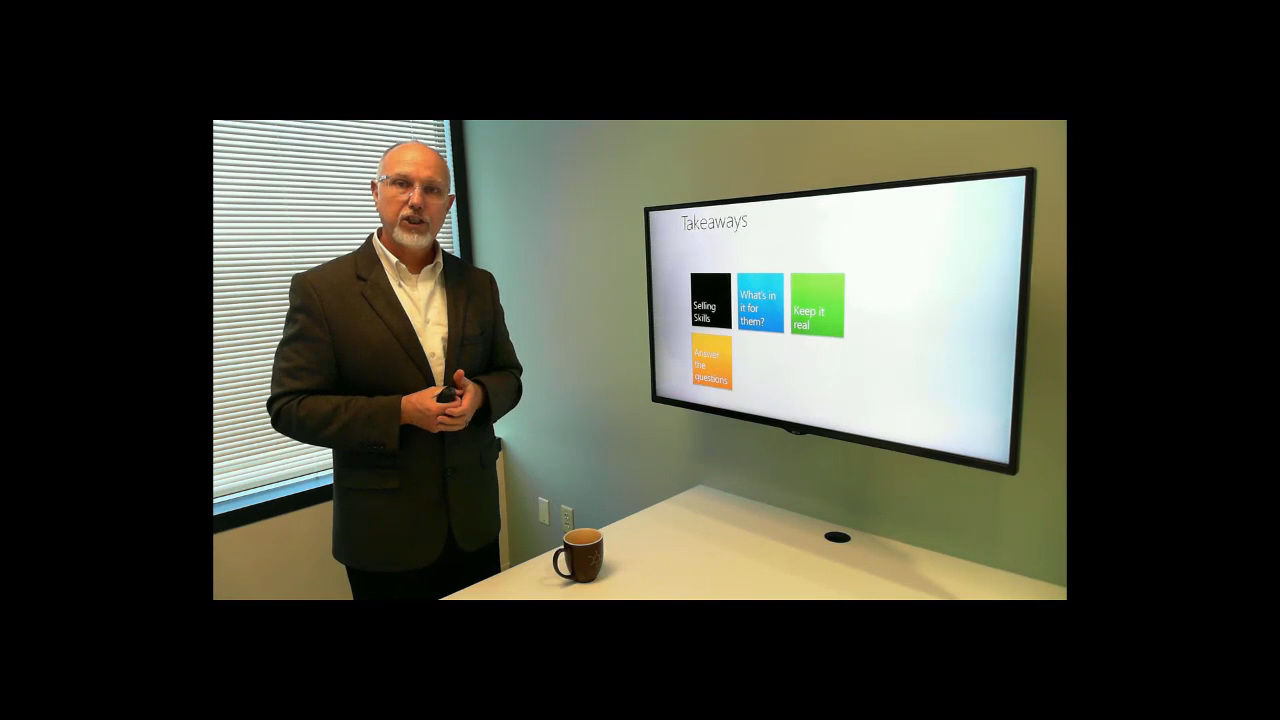 Takeaways
Selling
Skills
What's in
it for
them?
Keep it
real
Answer
the
questions